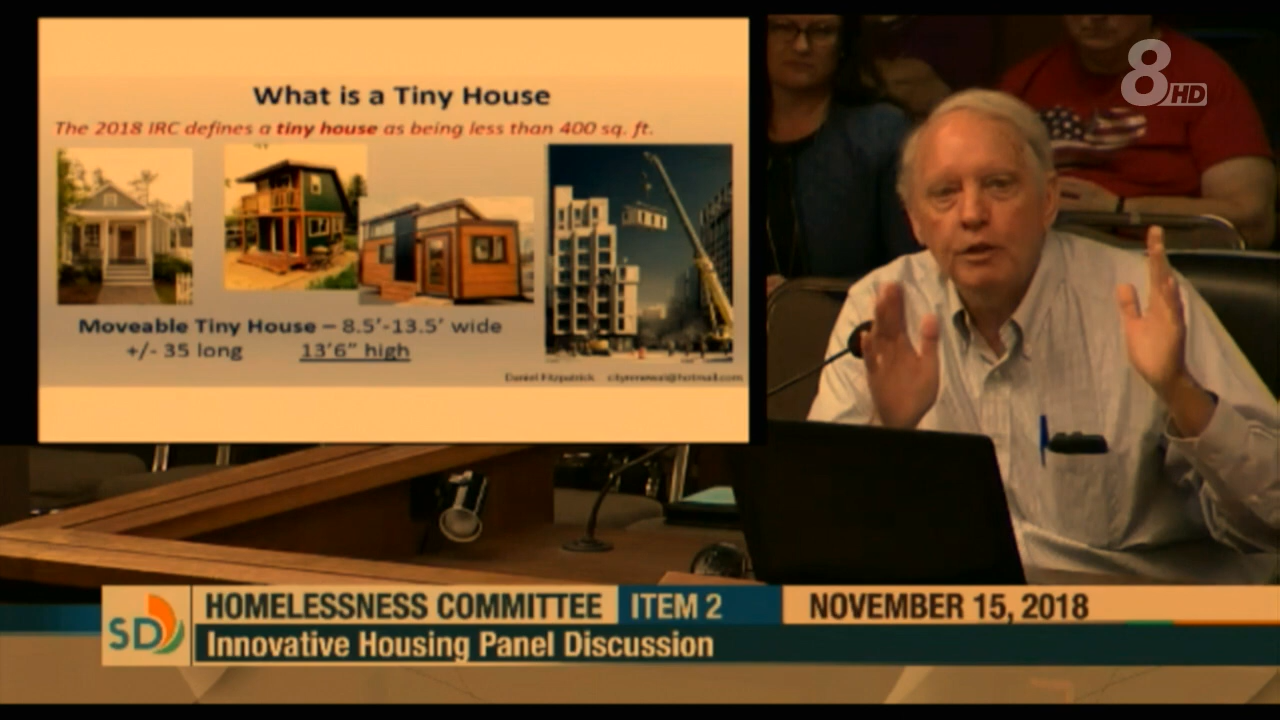 What is a Tiny House
The 2018 IRC defines a tiny house as being less than 400 sq. ft.
Moveable Tiny House – 8.5'-13.5' wide
+/- 35 long 13'6" high
Daniel Fitzpatrick cityrenewal@hotmail.com
8HD
SD
HOMELESSNESS COMMITTEE ITEM 2 NOVEMBER 15, 2018
Innovative Housing Panel Discussion